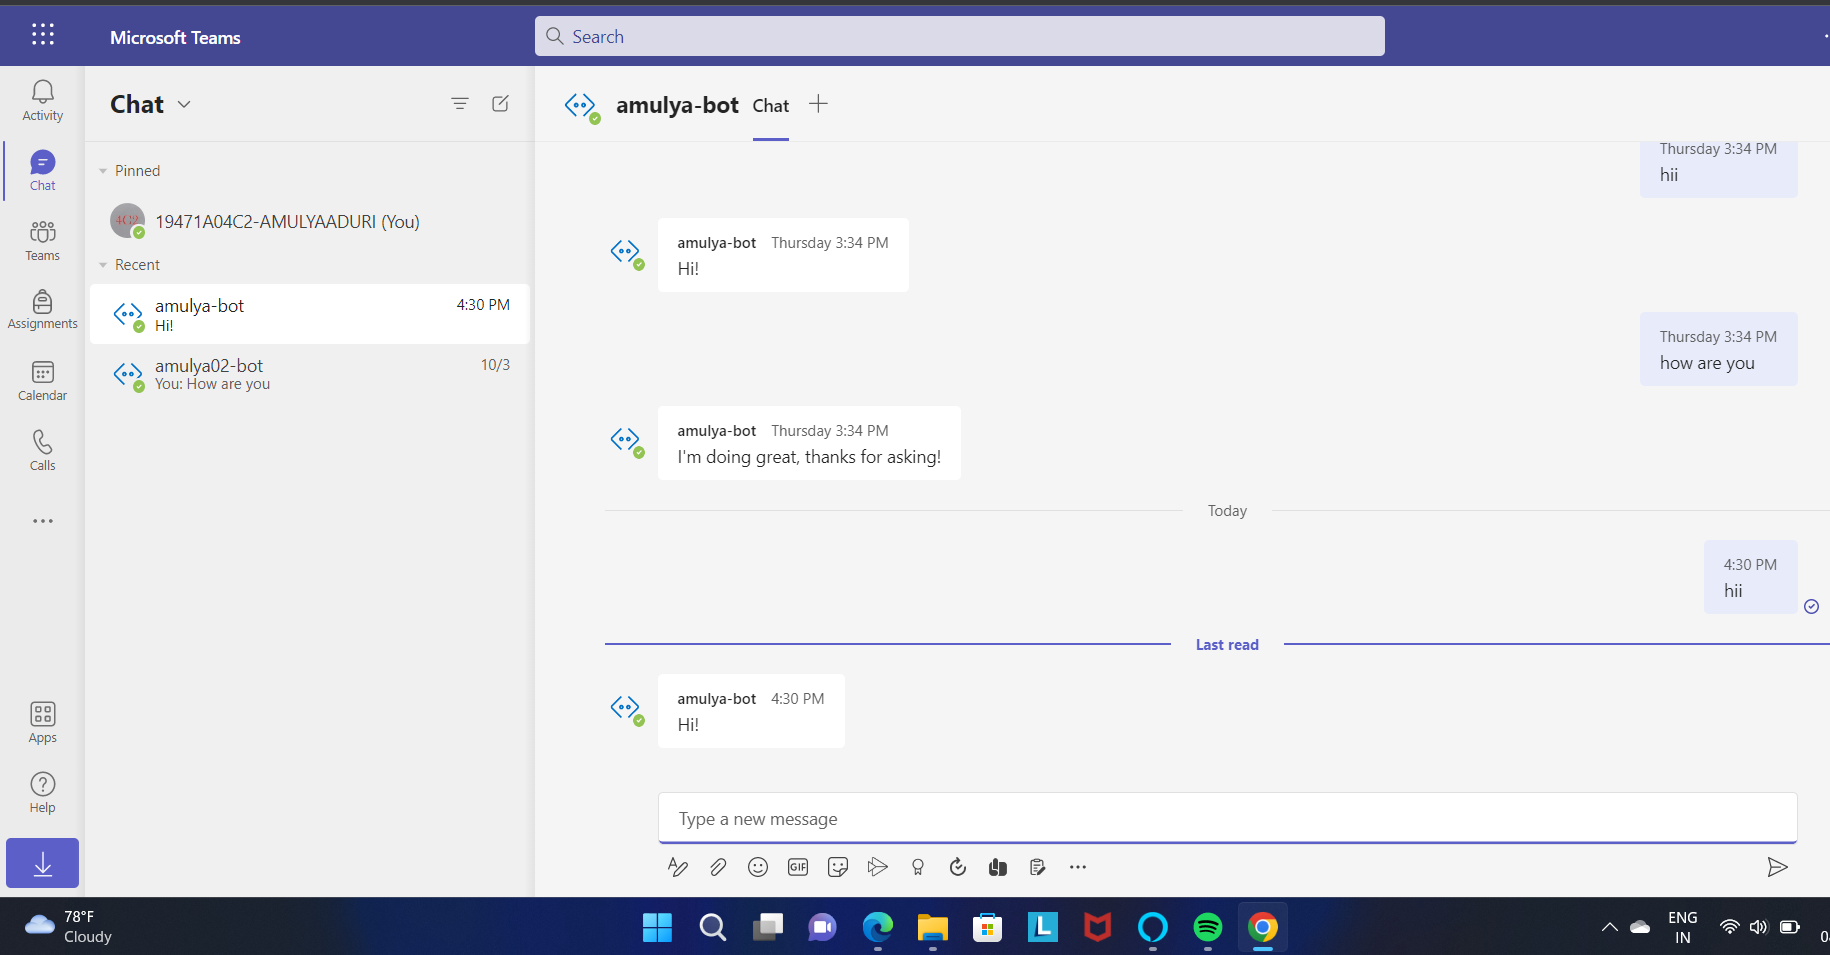 Microsoft Teams
Search
Activity
Chat
Teams
Assignments
Calendar
Calls
Apps
Help
Chat
Pinned
4C2
19471A04C2-AMULYAADURI (You)
Recent
amulya-bot 4:30 PM
Hi!
amulya02-bot 10/3
You: How are you
amulya-bot Chat
Thursday 3:34 PM
hii
amulya-bot Thursday 3:34 PM
Hi!
Thursday 3:34 PM
how are you
amulya-bot Thursday 3:34 PM
I'm doing great, thanks for asking!
Today
4:30 PM
hii
Last read
amulya-bot 4:30 PM
Hi!
Type a new message
GIF
78°F
Cloudy
L
ENG
IN